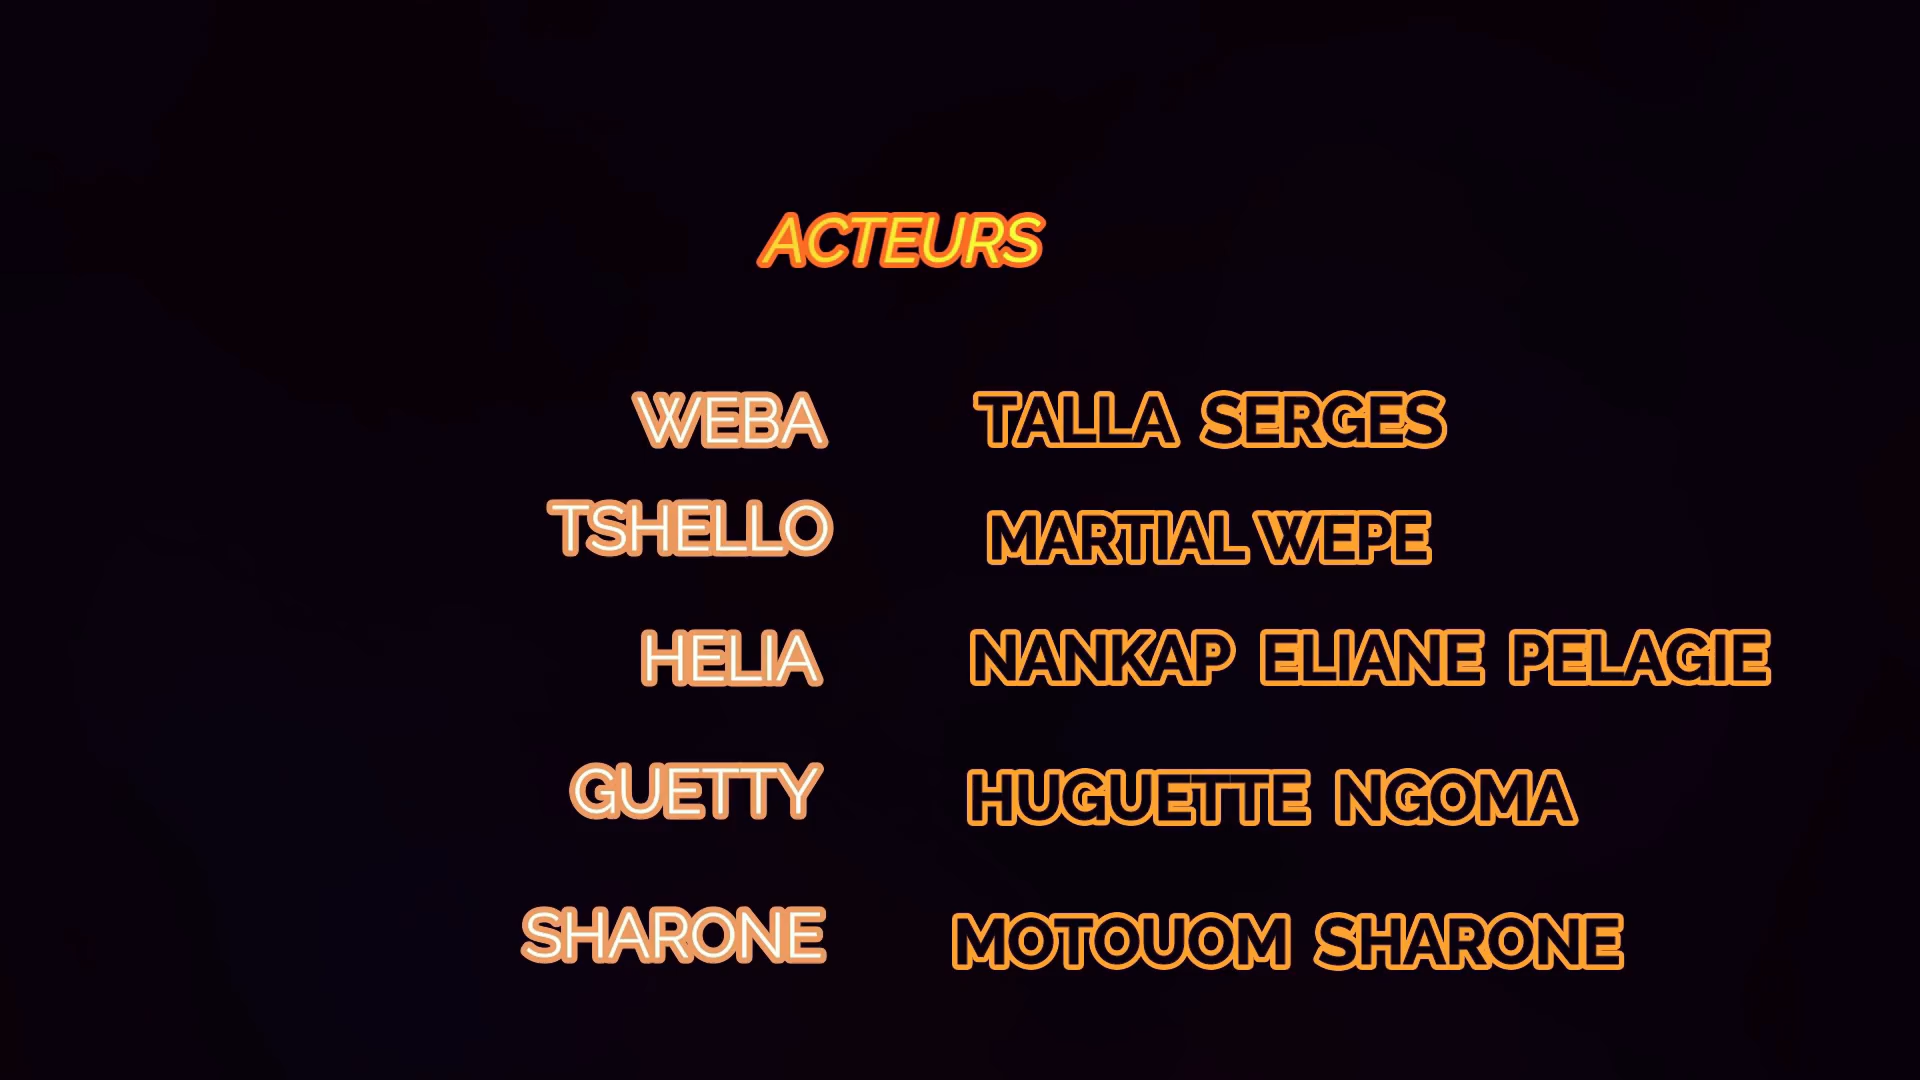 ACTEURS
WEBA TALLA SERGES
TSHELLO MARTIAL WEPE
HELIA NANKAP ELIANE PELAGIE
GUETTY HUGUETTE NGOMA
SHARONE MOTOUOM SHARONE